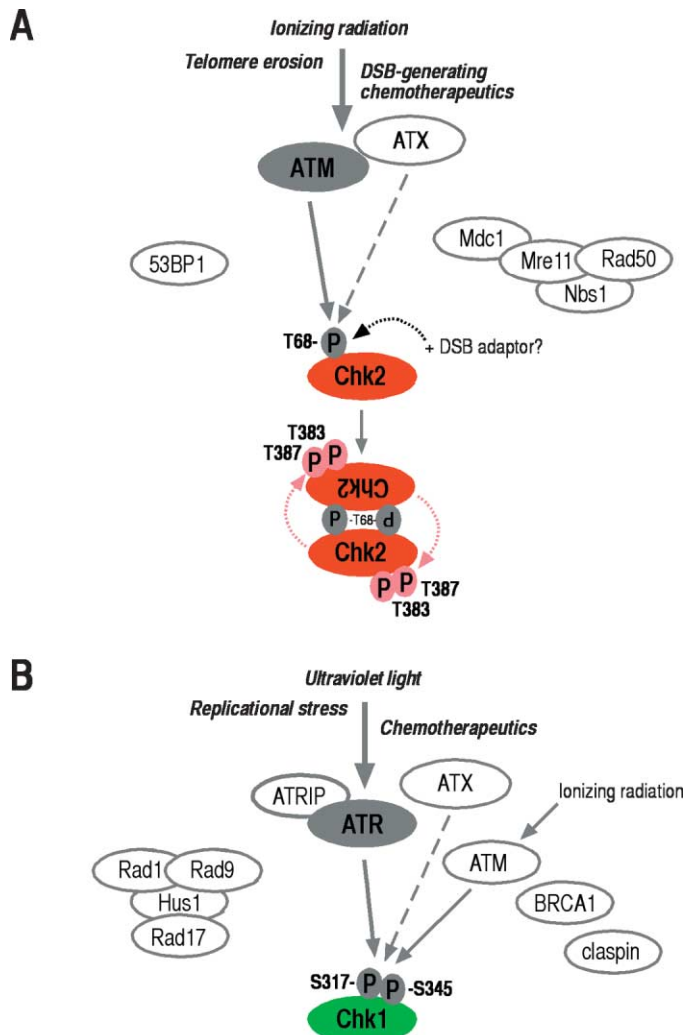 A
Ionizing radiation
Telomere erosion
DSB-generating
chemotherapeutics
ATX
ATM
53BP1
Mdc1
Mre11
Rad50
Nbs1
T68-
P
+ DSB adaptor?
Chk2
T383
T387
P P
Chk2
P -T68- P
Chk2
P P
T387
T383
B
Ultraviolet light
Replicational stress
Chemotherapeutics
ATRIP
ATX
Ionizing radiation
ATR
ATM
Rad1
Rad9
Hus1
Rad17
BRCA1
claspin
S317- P P -S345
Chk1